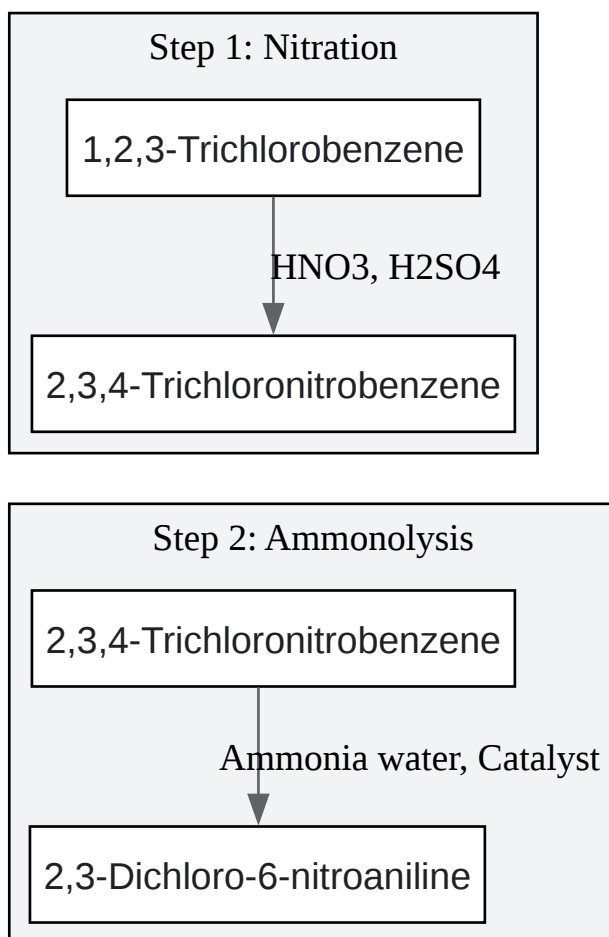 Step 1: Nitration
1,2,3-Trichlorobenzene
HNO3, H2SO4
2,3,4-Trichloronitrobenzene
Step 2: Ammonolysis
2,3,4-Trichloronitrobenzene
Ammonia water, Catalyst
2,3-Dichloro-6-nitroaniline